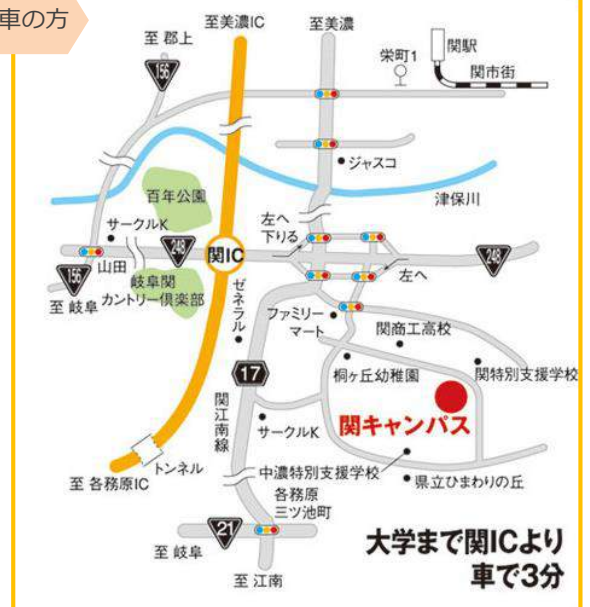 車の方
至美濃IC
至美濃
至 郡上
156
栄町1
関駅
関市街
ジャスコ
百年公園
津保川
サークルK
左へ
下りる
248
関IC
248
山田
156
左へ
岐阜関
カントリー倶楽部
至 岐阜
ゼネラル
ファミリー
マート
関商工高校
17
桐ヶ丘幼稚園
関特別支援学校
関江南線
関キャンパス
サークルK
トンネル
中濃特別支援学校
至 各務原IC
県立ひまわりの丘
各務原
三ツ池町
21
至 岐阜
至 江南
大学まで関ICより
車で3分